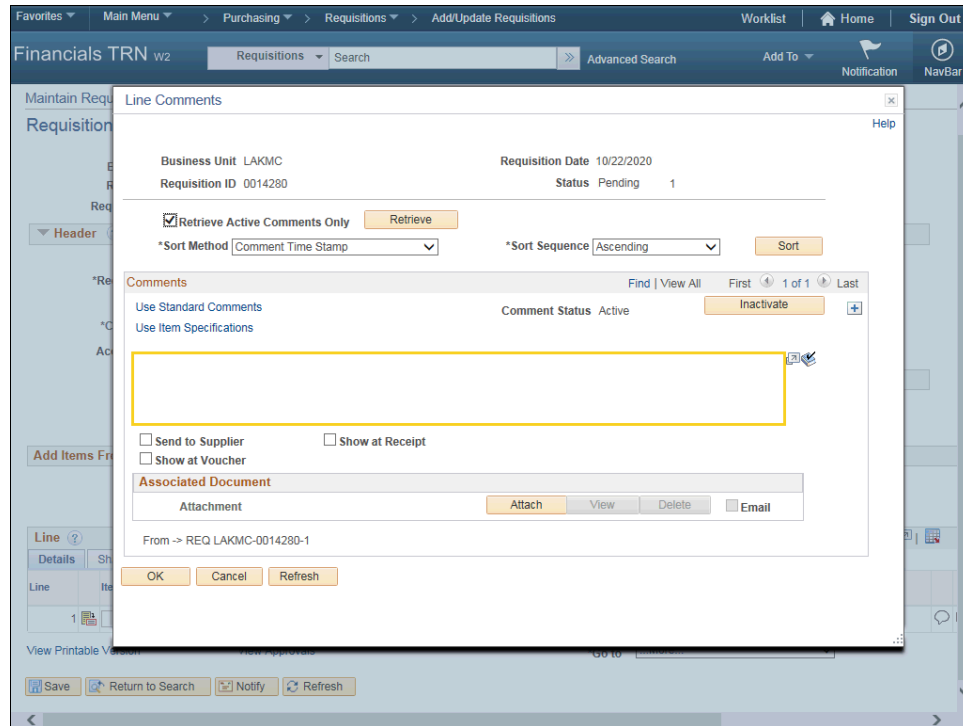 Favorites Main Menu > Purchasing > Requisitions > Add/Update Requisitions Worklist Home Sign Out
Financials TRN W2 Requisitions Search Advanced Search Add To Notification NavBar
Maintain Requ
Line Comments
Help
Requisition
Business Unit LAKMC Requisition Date 10/22/2020
Requisition ID 0014280 Status Pending 1
Req
Retrieve Active Comments Only Retrieve
Header
*Sort Method Comment Time Stamp *Sort Sequence Ascending Sort
*Re
Comments Find | View All First 1 of 1 Last
Use Standard Comments Comment Status Active Inactivate
Use Item Specifications
*C
Acc
Send to Supplier Show at Receipt
Show at Voucher
Add Items Fr
Associated Document
Attachment Attach View Delete Email
From -> REQ LAKMC-0014280-1
Line
Details Sh
OK Cancel Refresh
Line Ite
1
View Printable Version View Approvals Go to ...More...
Save Return to Search Notify Refresh